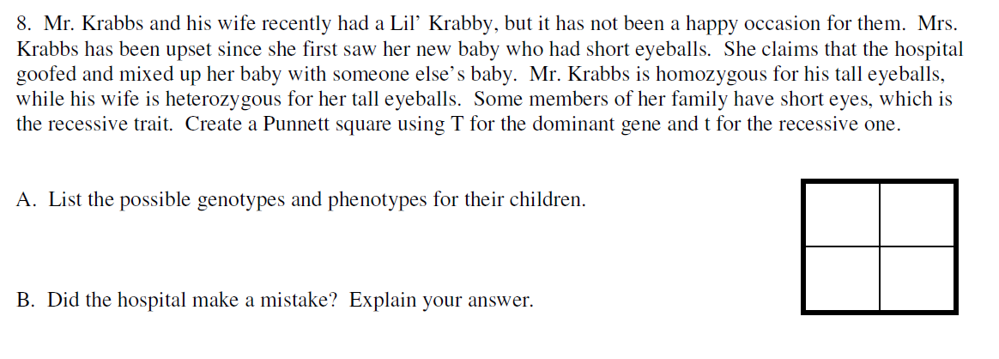 8. Mr. Krabbs and his wife recently had a Lil’ Krabby, but it has not been a happy occasion for them. Mrs.
Krabbs has been upset since she first saw her new baby who had short eyeballs. She claims that the hospital
goofed and mixed up her baby with someone else’s baby. Mr. Krabbs is homozygous for his tall eyeballs,
while his wife is heterozygous for her tall eyeballs. Some members of her family have short eyes, which is
the recessive trait. Create a Punnett square using T for the dominant gene and t for the recessive one.
A. List the possible genotypes and phenotypes for their children.
B. Did the hospital make a mistake? Explain your answer.